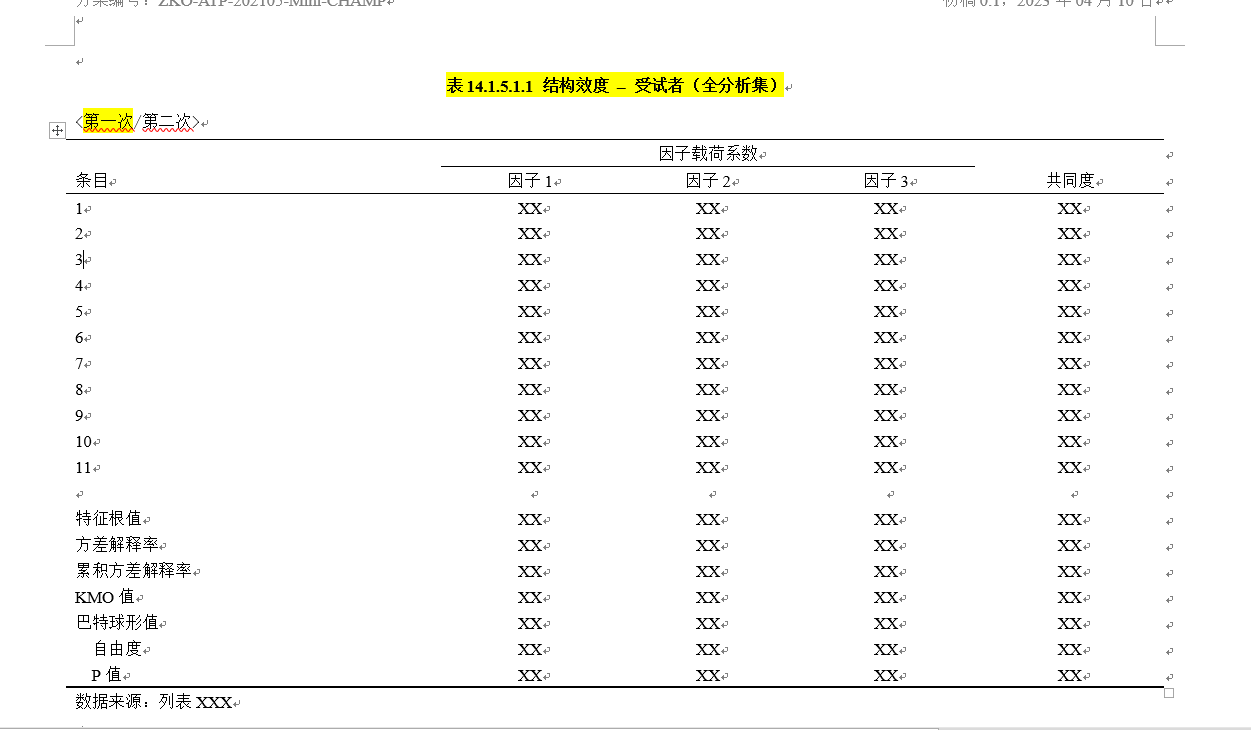 方案编号：ZKO-ATP-202105-Mini-CHAMP 初稿 0.1，2023 年 04 月 10 日
表 14.1.5.1.1 结构效度 – 受试者（全分析集）
<第一次/第二次>
因子载荷系数
条目 因子 1 因子 2 因子 3 共同度
1 XX XX XX XX
2 XX XX XX XX
3 XX XX XX XX
4 XX XX XX XX
5 XX XX XX XX
6 XX XX XX XX
7 XX XX XX XX
8 XX XX XX XX
9 XX XX XX XX
10 XX XX XX XX
11 XX XX XX XX
特征根值 XX XX XX XX
方差解释率 XX XX XX XX
累积方差解释率 XX XX XX XX
KMO 值 XX XX XX XX
巴特球形值 XX XX XX XX
自由度 XX XX XX XX
P 值 XX XX XX XX
数据来源：列表 XXX